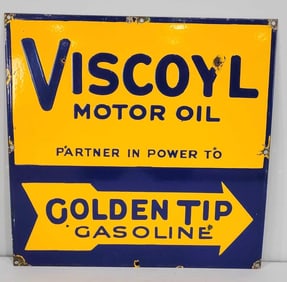 VISCOYL
MOTOR OIL
PARTNER IN POWER TO
GOLDEN TIP
GASOLINE